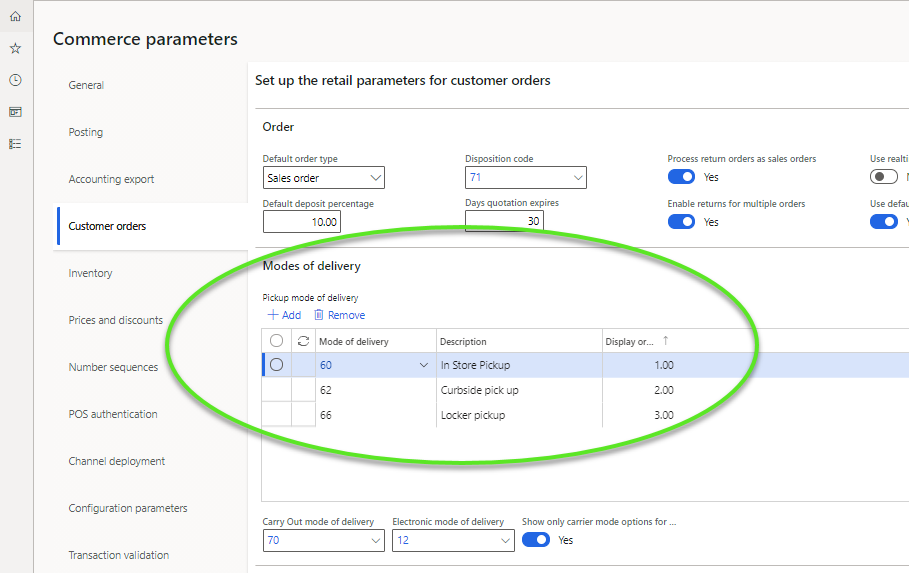 Commerce parameters
General
Posting
Accounting export
Customer orders
Inventory
Prices and discounts
Number sequences
POS authentication
Channel deployment
Configuration parameters
Transaction validation
Set up the retail parameters for customer orders
Order
Default order type
Sales order
Default deposit percentage
10.00
Disposition code
71
Days quotation expires
30
Process return orders as sales orders
Yes
Enable returns for multiple orders
Yes
Use realti
Use defau
Modes of delivery
Pickup mode of delivery
Add Remove
Mode of delivery Description Display or...
60 In Store Pickup 1.00
62 Curbside pick up 2.00
66 Locker pickup 3.00
Carry Out mode of delivery
70
Electronic mode of delivery
12
Show only carrier mode options for ...
Yes